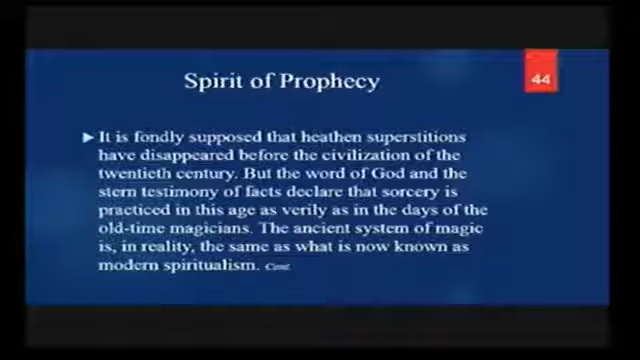 Spirit of Prophecy
44
It is fondly supposed that heathen superstitions
have disappeared before the civilization of the
twentieth century. But the word of God and the
stern testimony of facts declare that sorcery is
practiced in this age as verily as in the days of the
old-time magicians. The ancient system of magic
is, in reality, the same as what is now known as
modern spiritualism. Cont